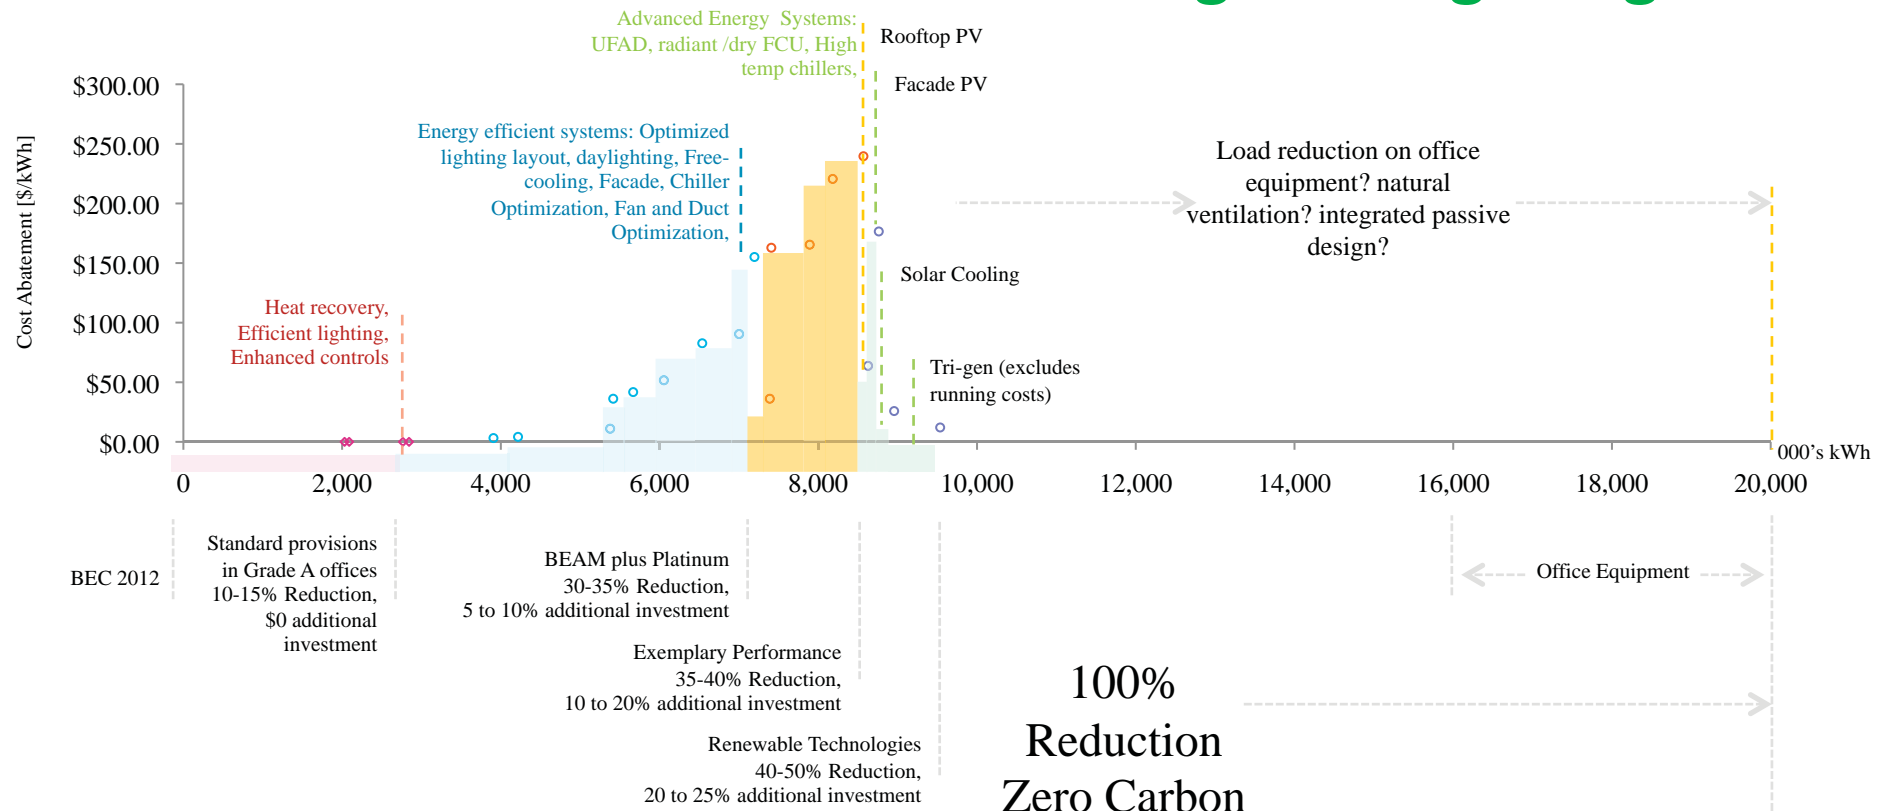 Advanced Energy  Systems:
UFAD, radiant /dry FCU, High
temp chillers,
Rooftop PV
Facade PV
$300.00
$250.00
$200.00
$150.00
$100.00
$50.00
$0.00
Cost Abatement [$/kWh]
Energy efficient systems: Optimized
lighting layout, daylighting, Free-
cooling, Facade, Chiller
Optimization, Fan and Duct
Optimization,
Load reduction on office
equipment? natural
ventilation? integrated passive
design?
Heat recovery,
Efficient lighting,
Enhanced controls
Solar Cooling
Tri-gen (excludes
running costs)
000’s kWh
0
2,000
4,000
6,000
8,000
10,000
12,000
14,000
16,000
18,000
20,000
BEC 2012
Standard provisions
in Grade A offices
10-15% Reduction,
$0 additional
investment
BEAM plus Platinum
30-35% Reduction,
5 to 10% additional investment
Office Equipment
Exemplary Performance
35-40% Reduction,
10 to 20% additional investment
Renewable Technologies
40-50% Reduction,
20 to 25% additional investment
100%
Reduction
Zero Carbon